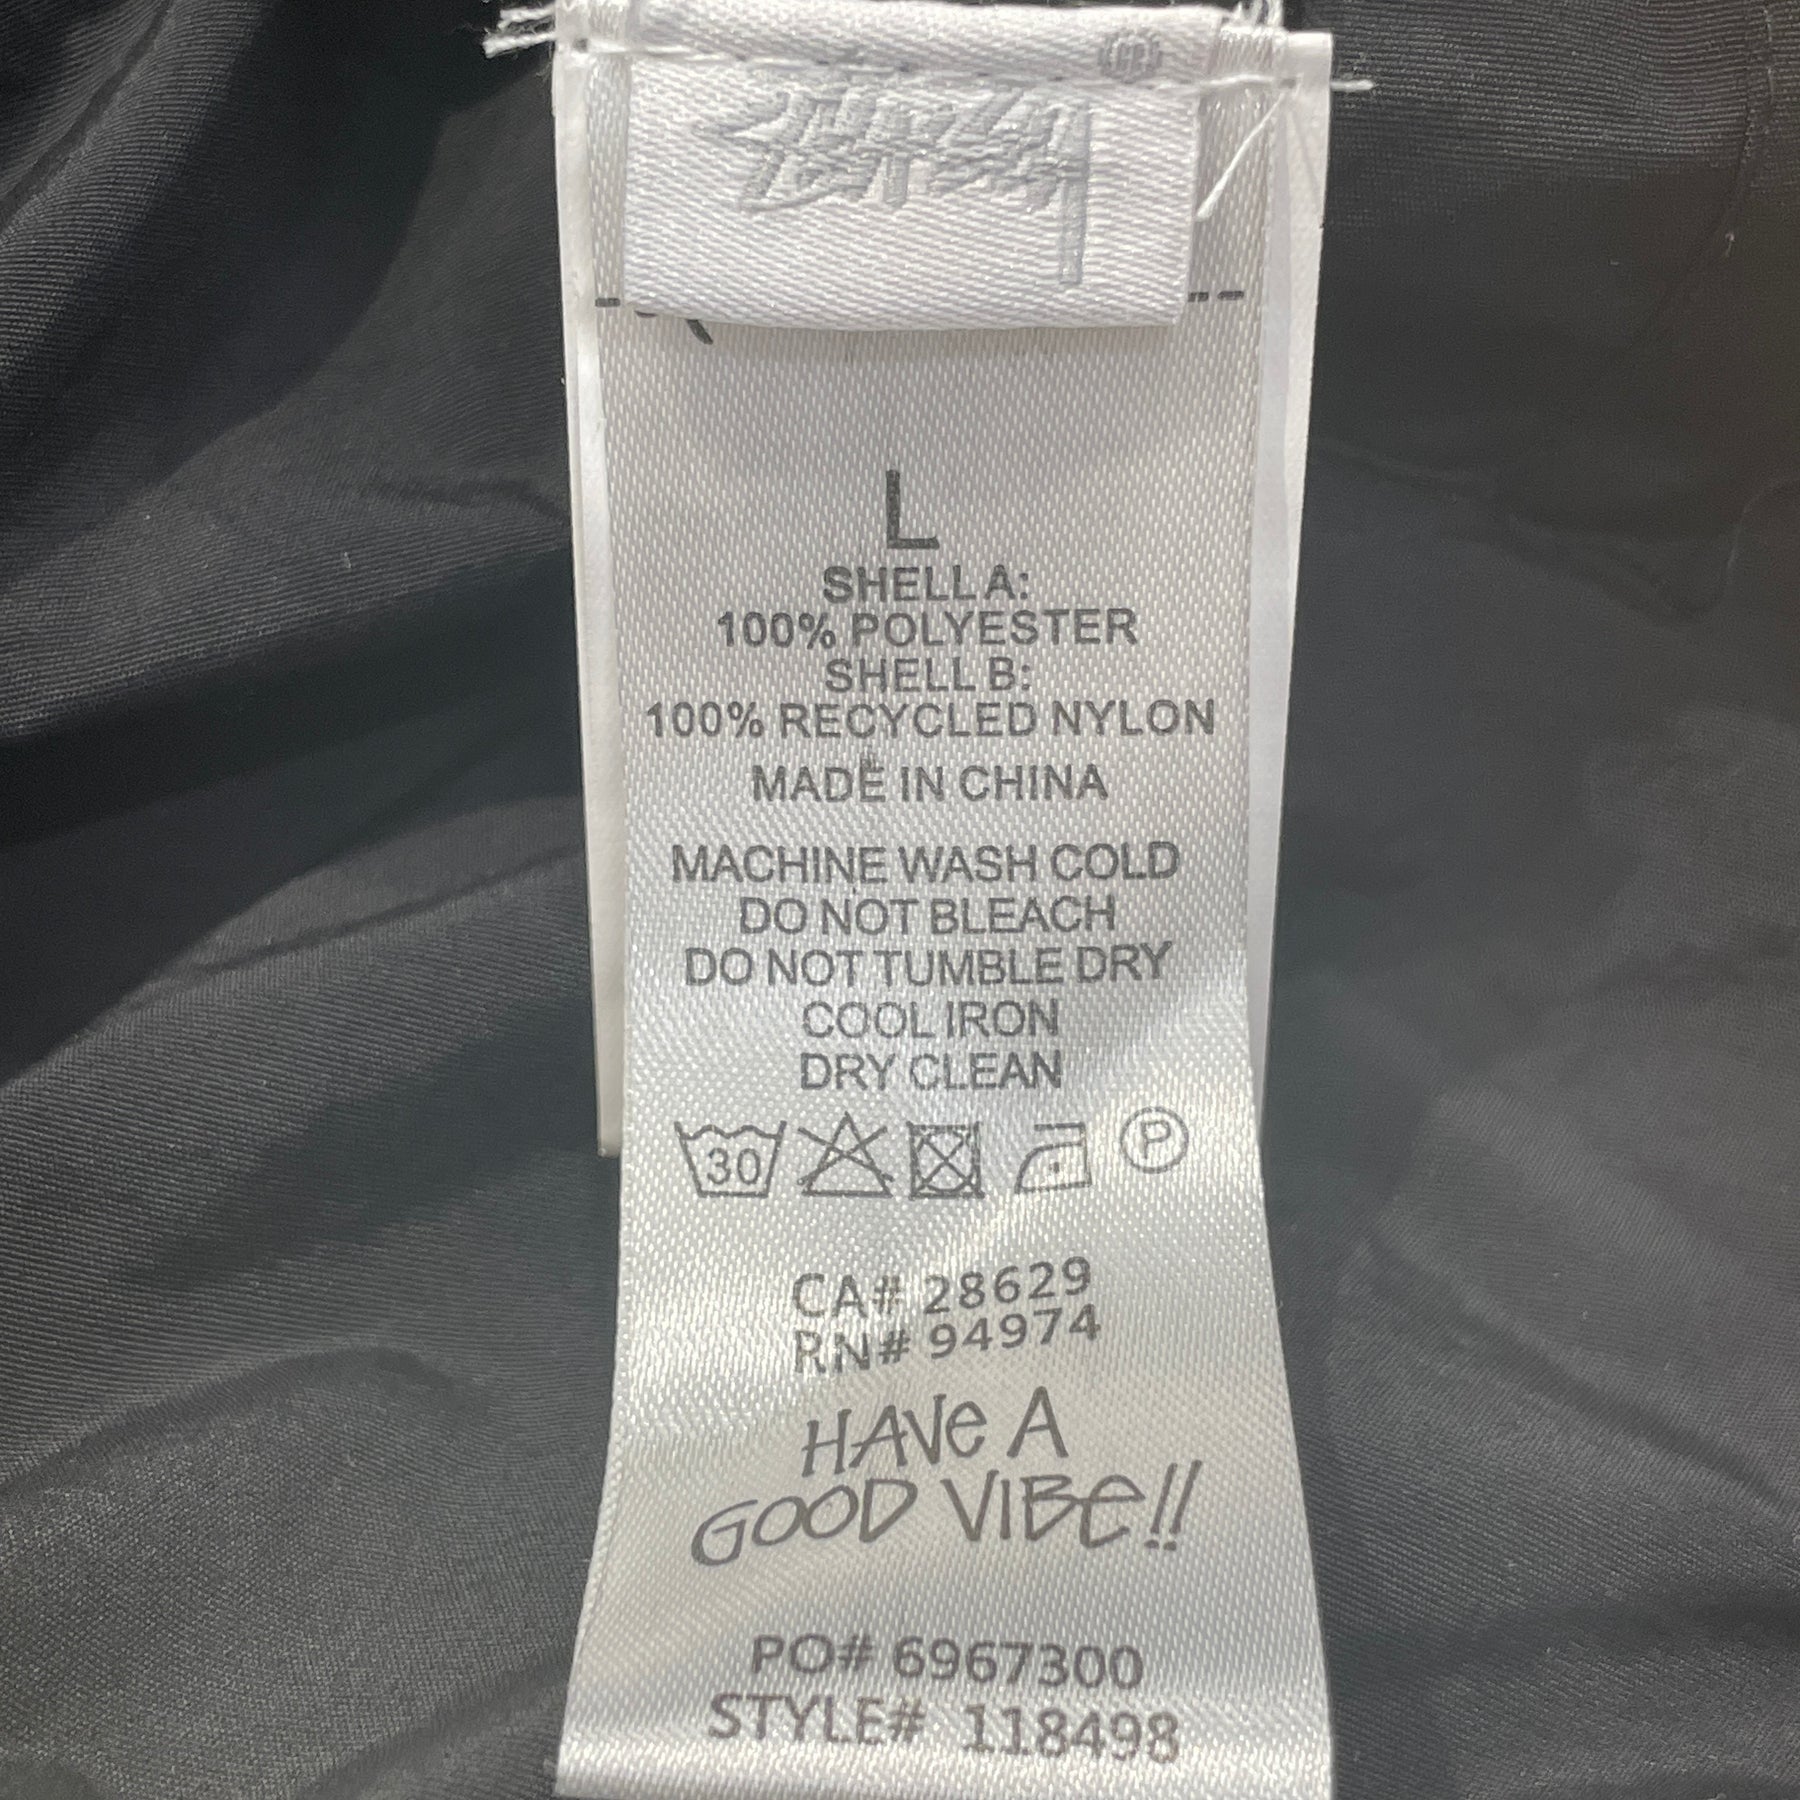 Stüssy
L
SHELL A:
100% POLYESTER
SHELL B:
100% RECYCLED NYLON
MADE IN CHINA
MACHINE WASH COLD
DO NOT BLEACH
DO NOT TUMBLE DRY
COOL IRON
DRY CLEAN
30 P
CA# 28629
RN# 94974
HAVe A
GOOD VIBe!!
PO# 6967300
STYLE# 118498